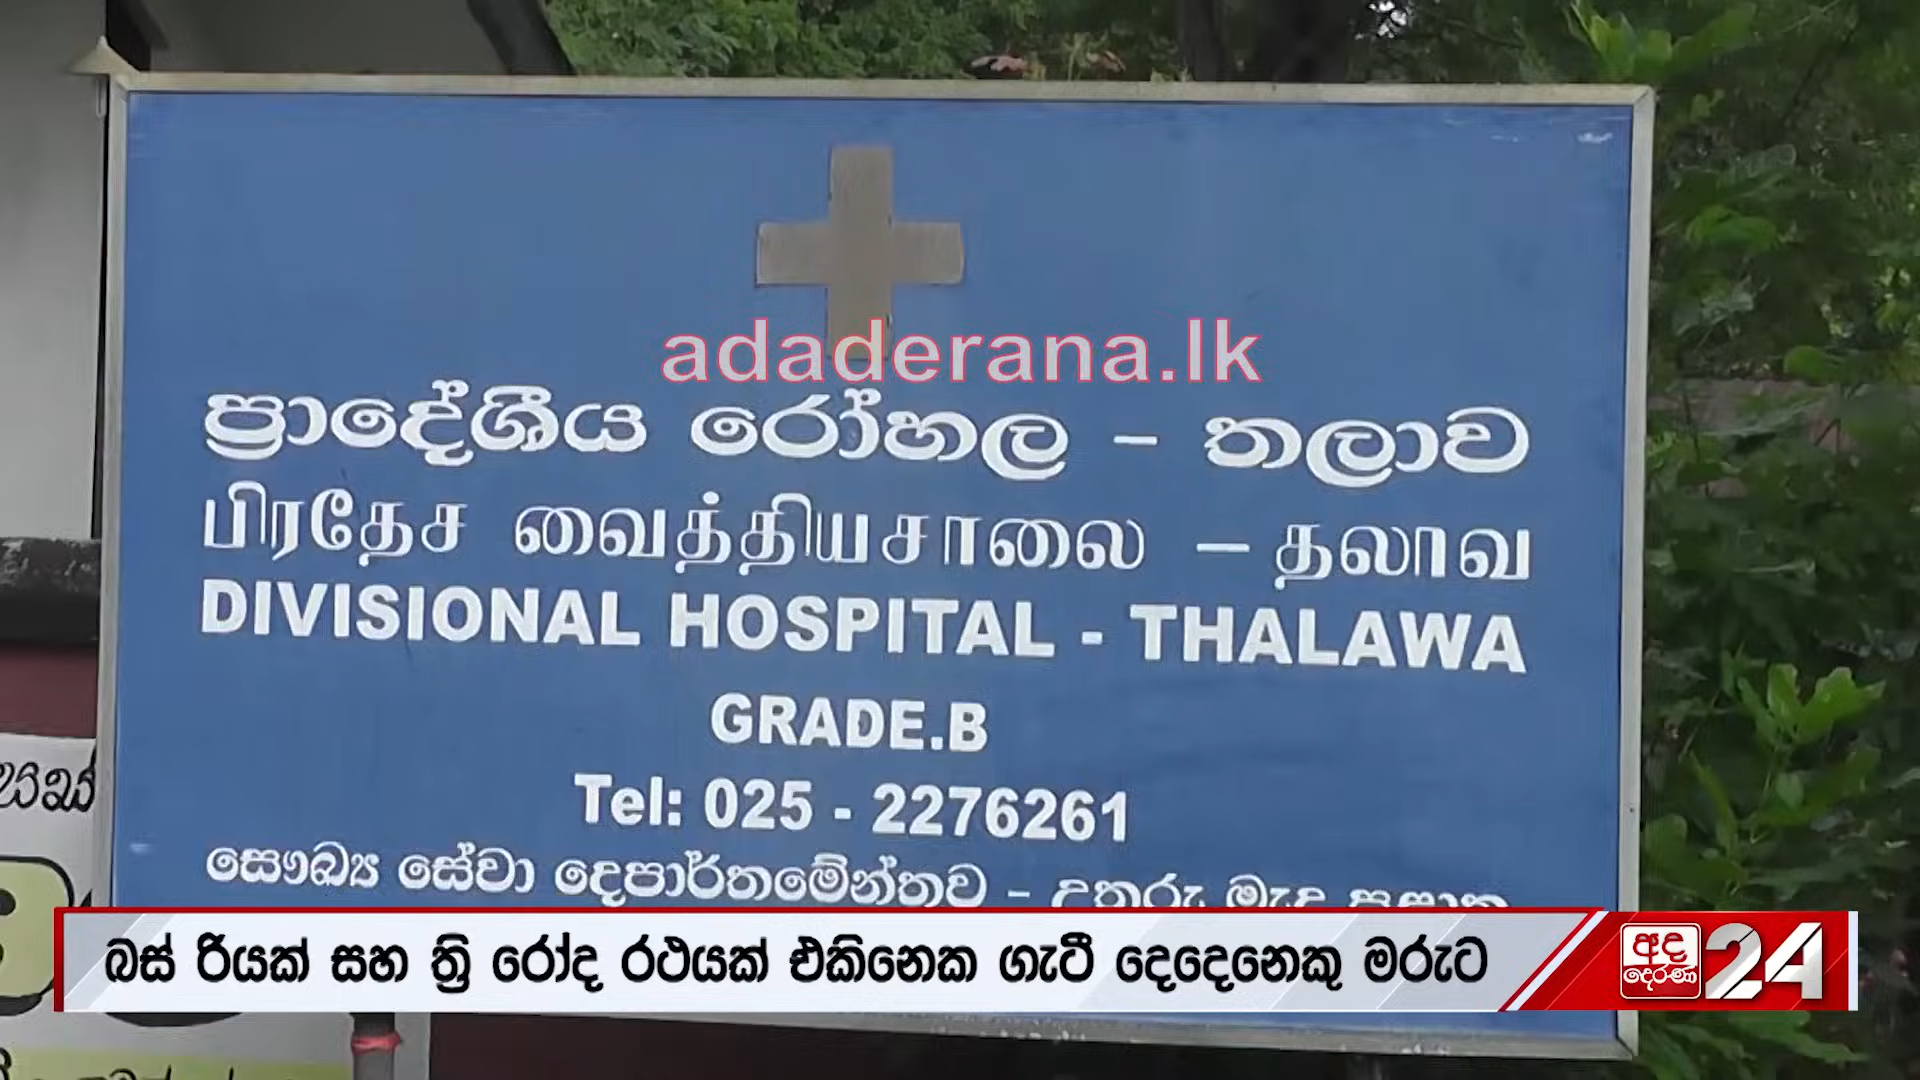 adaderana.lk
ප්‍රාදේශීය රෝහල – තලාව
பிரதேச வைத்தியசாலை – தலாவ
DIVISIONAL HOSPITAL - THALAWA
GRADE.B
Tel: 025 - 2276261
සෞඛ්‍ය සේවා දෙපාර්තමේන්තුව – උතුරු මැද
බස් රියක් සහ ත්‍රි රෝද රථයක් එකිනෙක ගැටී දෙදෙනෙකු මරුට
අද
දෙරණ
24